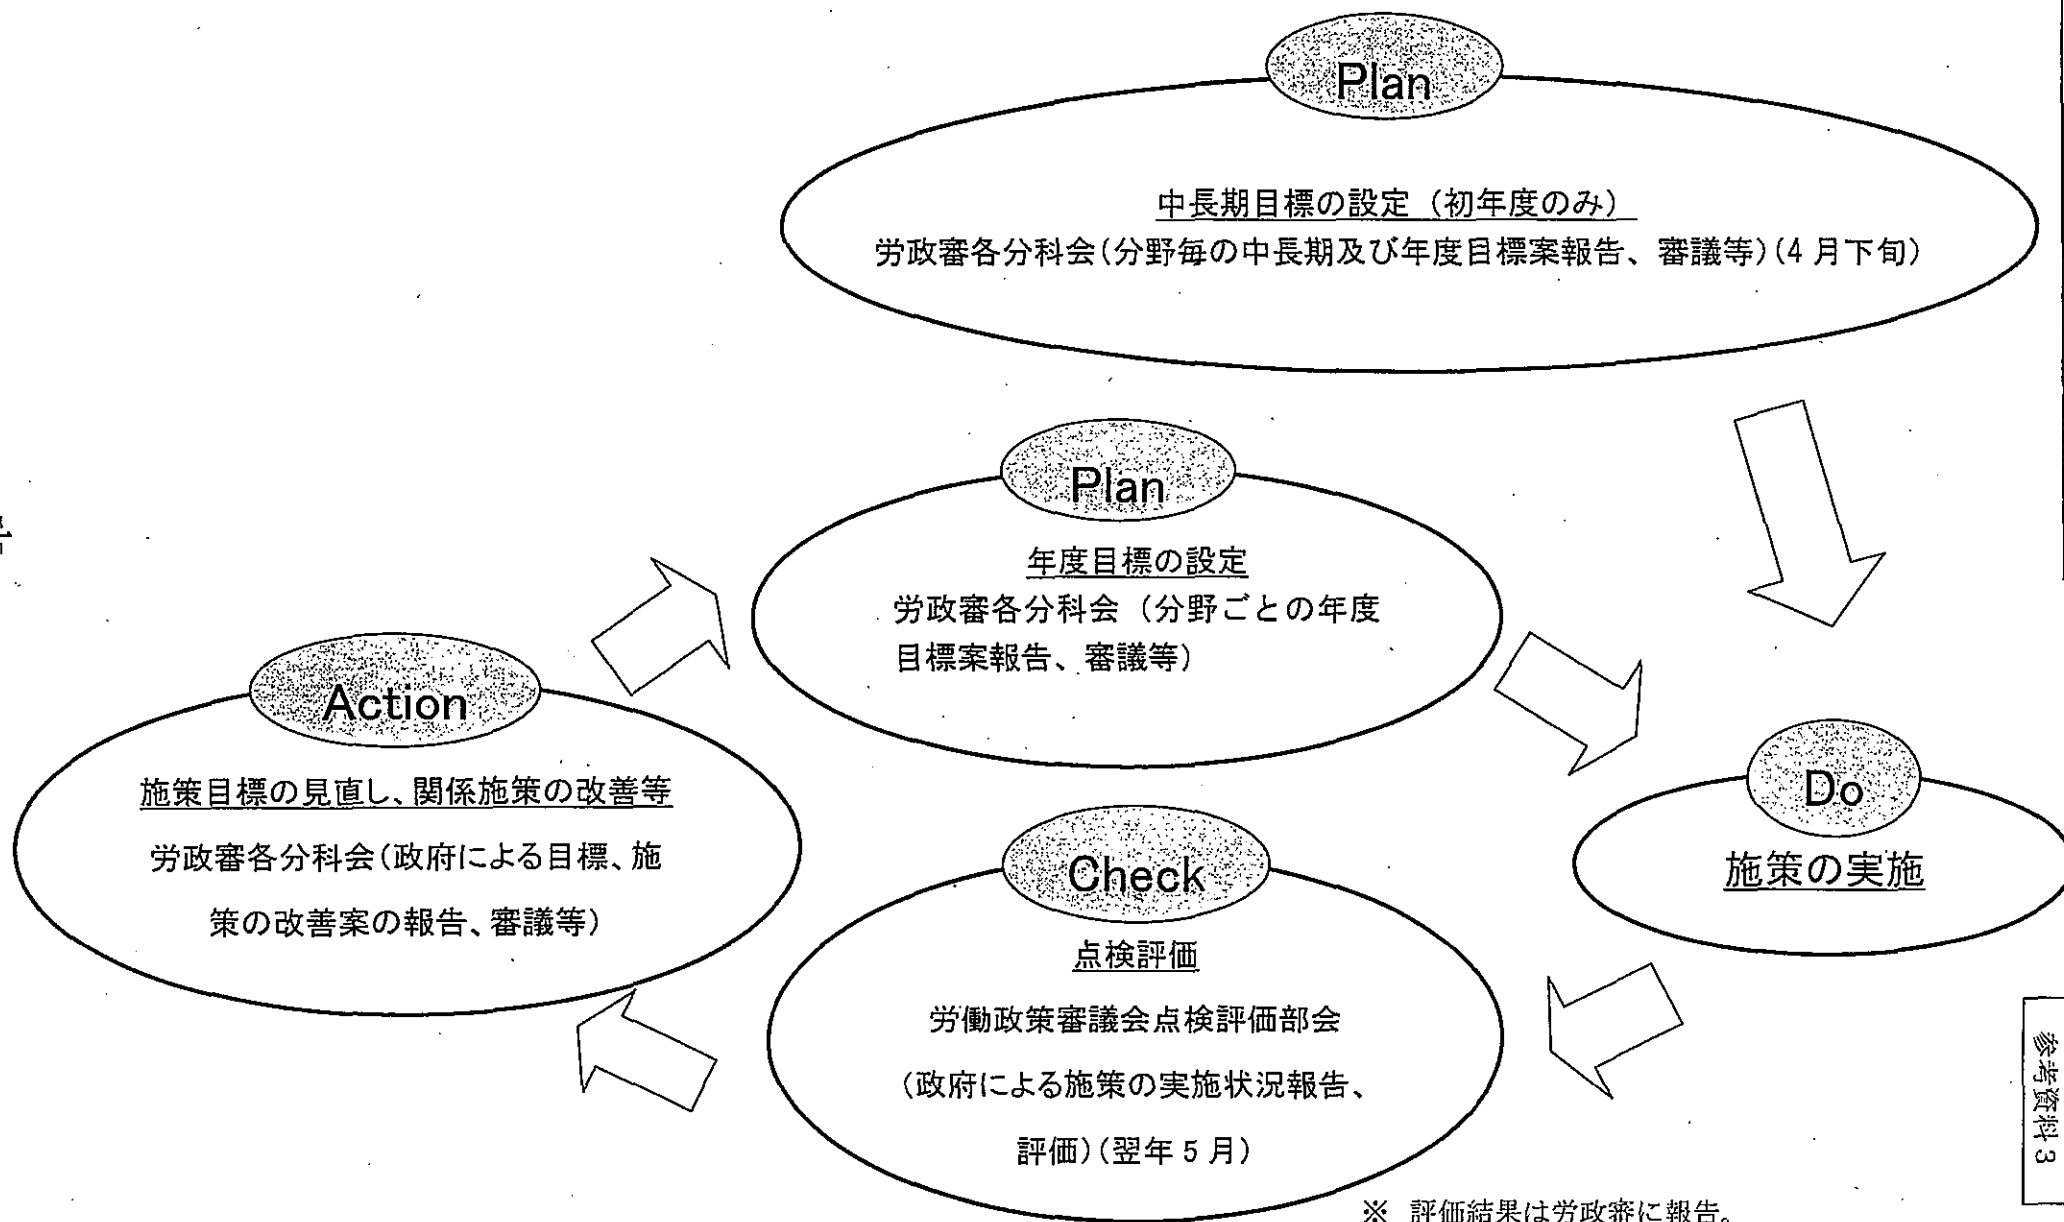 Plan
中長期目標の設定（初年度のみ）
労政審各分科会(分野毎の中長期及び年度目標案報告、審議等)(4月下旬)
Plan
年度目標の設定
労政審各分科会（分野ごとの年度
目標案報告、審議等）
Action
施策目標の見直し、関係施策の改善等
労政審各分科会(政府による目標、施
策の改善案の報告、審議等)
Do
施策の実施
Check
点検評価
労働政策審議会点検評価部会
(政府による施策の実施状況報告、
評価)(翌年5月)
※ 評価結果は労政審に報告。
参考資料3